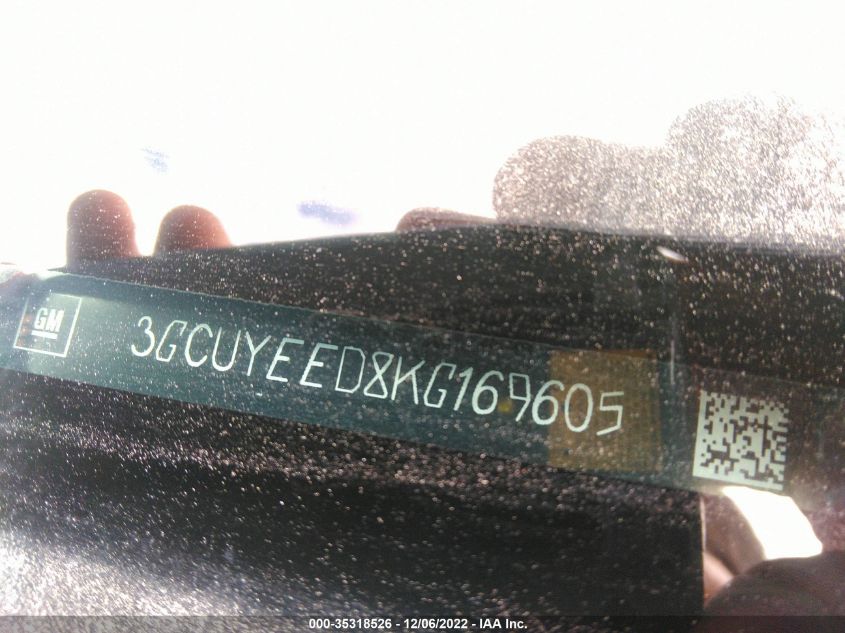 GM
3GCUYEED8KG169605
000-35318526 - 12/06/2022 - IAA Inc.